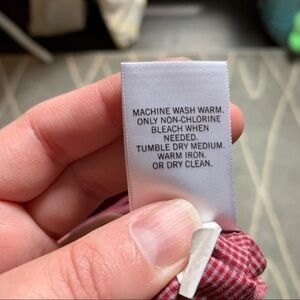 MACHINE WASH WARM.
ONLY NON-CHLORINE
BLEACH WHEN
NEEDED.
TUMBLE DRY MEDIUM.
WARM IRON.
OR DRY CLEAN.